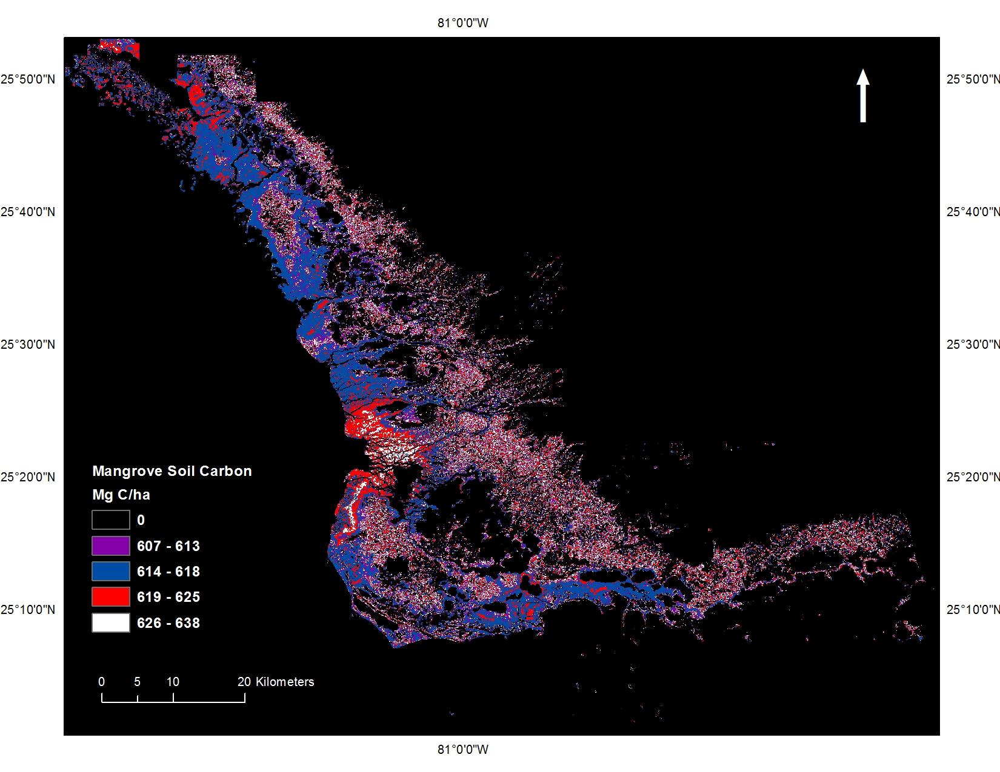 81°0'0"W
25°50'0"N
25°50'0"N
25°40'0"N
25°40'0"N
25°30'0"N
25°30'0"N
25°20'0"N
25°20'0"N
25°10'0"N
25°10'0"N
Mangrove Soil Carbon
Mg C/ha
0
607 - 613
614 - 618
619 - 625
626 - 638
0 5 10 20 Kilometers
81°0'0"W